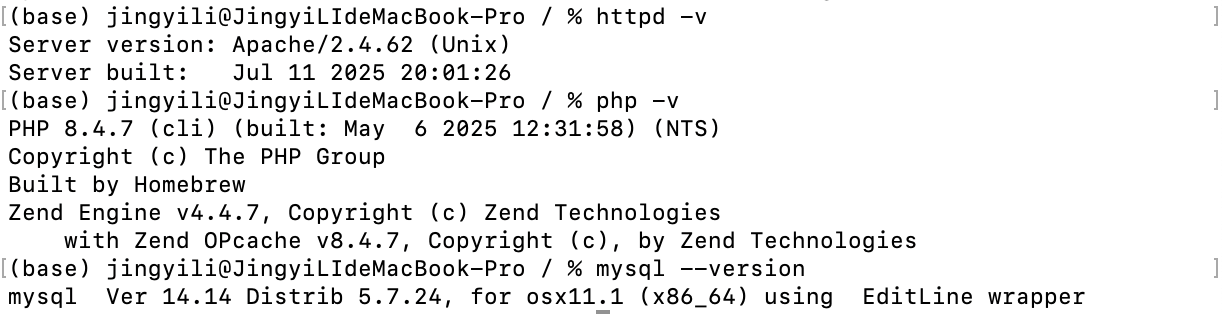 [(base) jingyili@JingyiLIdeMacBook-Pro / % httpd -v ]
Server version: Apache/2.4.62 (Unix)
Server built:   Jul 11 2025 20:01:26
[(base) jingyili@JingyiLIdeMacBook-Pro / % php -v ]
PHP 8.4.7 (cli) (built: May  6 2025 12:31:58) (NTS)
Copyright (c) The PHP Group
Built by Homebrew
Zend Engine v4.4.7, Copyright (c) Zend Technologies
    with Zend OPcache v8.4.7, Copyright (c), by Zend Technologies
[(base) jingyili@JingyiLIdeMacBook-Pro / % mysql --version ]
mysql  Ver 14.14 Distrib 5.7.24, for osx11.1 (x86_64) using  EditLine wrapper